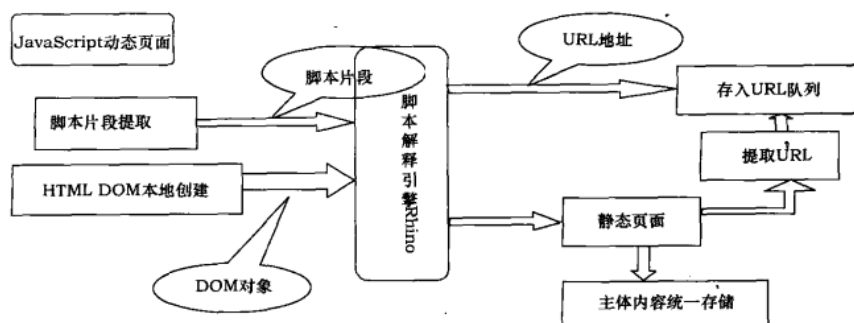 JavaScript动态页面
URL地址
脚本片段
存入URL队列
脚本片段提取
脚本解释引擎Rhino
提取URL
HTML DOM本地创建
静态页面
DOM对象
主体内容统一存储